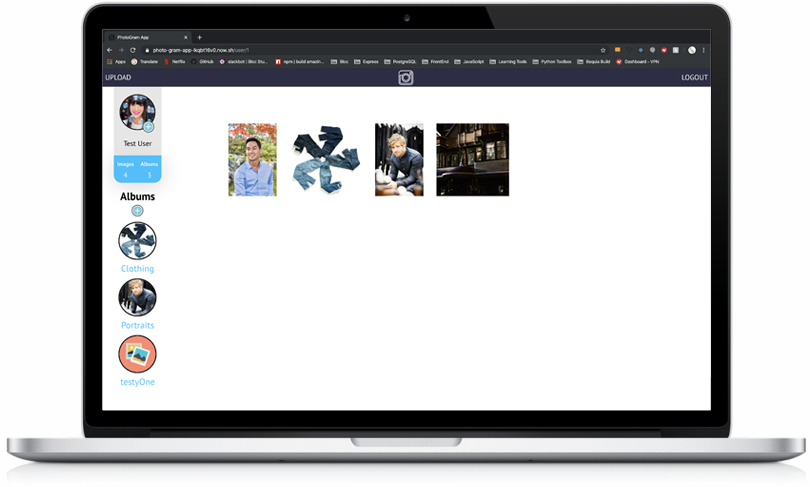 PhotoGram App
photo-gram-app-lkqbt16v0.now.sh/user/1
Apps Translate Netflix GitHub slackbot | Bloc Stu... npm | build amazin... Bloc Express PostgreSQL FrontEnd JavaScript Learning Tools Python Toolbox Bequia Build Dashboard - VPN
UPLOAD LOGOUT
Test User
Images Albums
4 3
Albums
Clothing
Portraits
testyOne